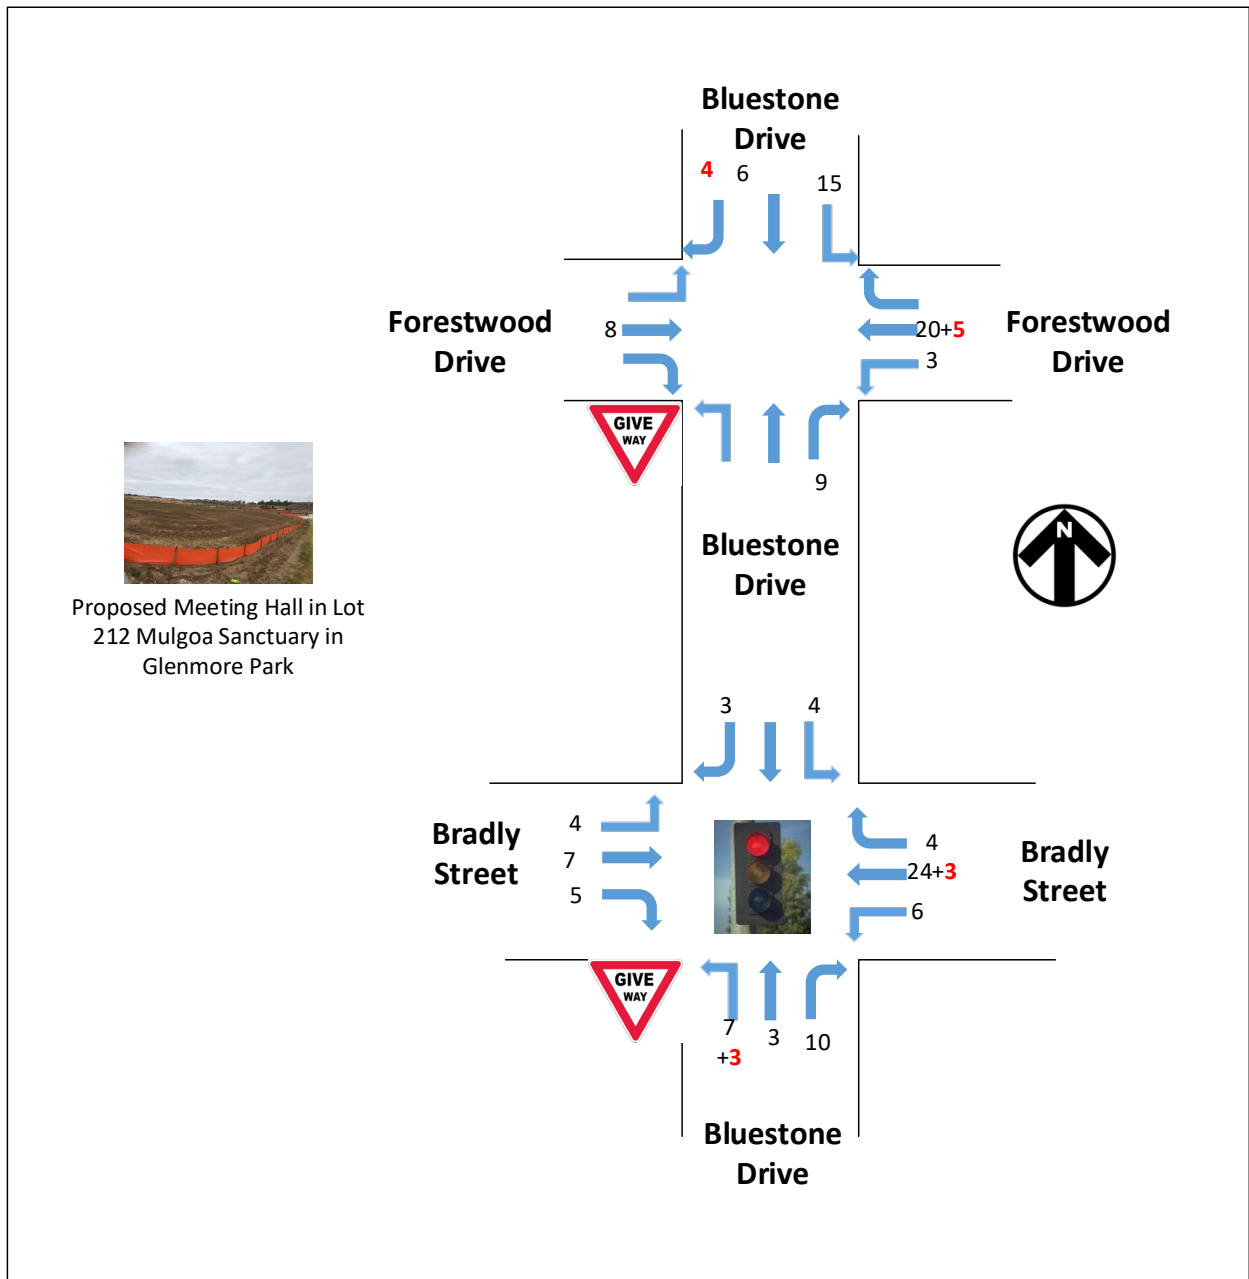 Bluestone
Drive
4 6 15
Forestwood
Drive
8
20+5
3
Forestwood
Drive
GIVE
WAY
9
N
Bluestone
Drive
Proposed Meeting Hall in Lot
212 Mulgoa Sanctuary in
Glenmore Park
3 4
Bradly
Street
4
7
5
4
24+3
6
Bradly
Street
GIVE
WAY
7
+3
3
10
Bluestone
Drive